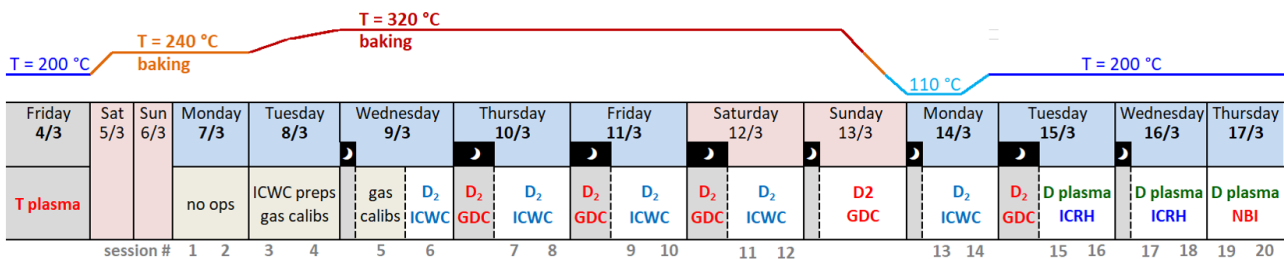 T = 320 °C
baking
T = 240 °C
baking
T = 200 °C
T = 200 °C
110 °C
Friday Sat Sun Monday Tuesday Wednesday Thursday Friday Saturday Sunday Monday Tuesday Wednesday Thursday
4/3 5/3 6/3 7/3 8/3 9/3 10/3 11/3 12/3 13/3 14/3 15/3 16/3 17/3
T plasma
no ops
ICWC preps
gas calibs
gas
calibs
D₂
ICWC
D₂
GDC
D₂
ICWC
D₂
GDC
D₂
ICWC
D₂
GDC
D₂
ICWC
D2
GDC
D₂
ICWC
D₂
GDC
D plasma
ICRH
D plasma
ICRH
D plasma
NBI
session # 1 2 3 4 5 6 7 8 9 10 11 12 13 14 15 16 17 18 19 20